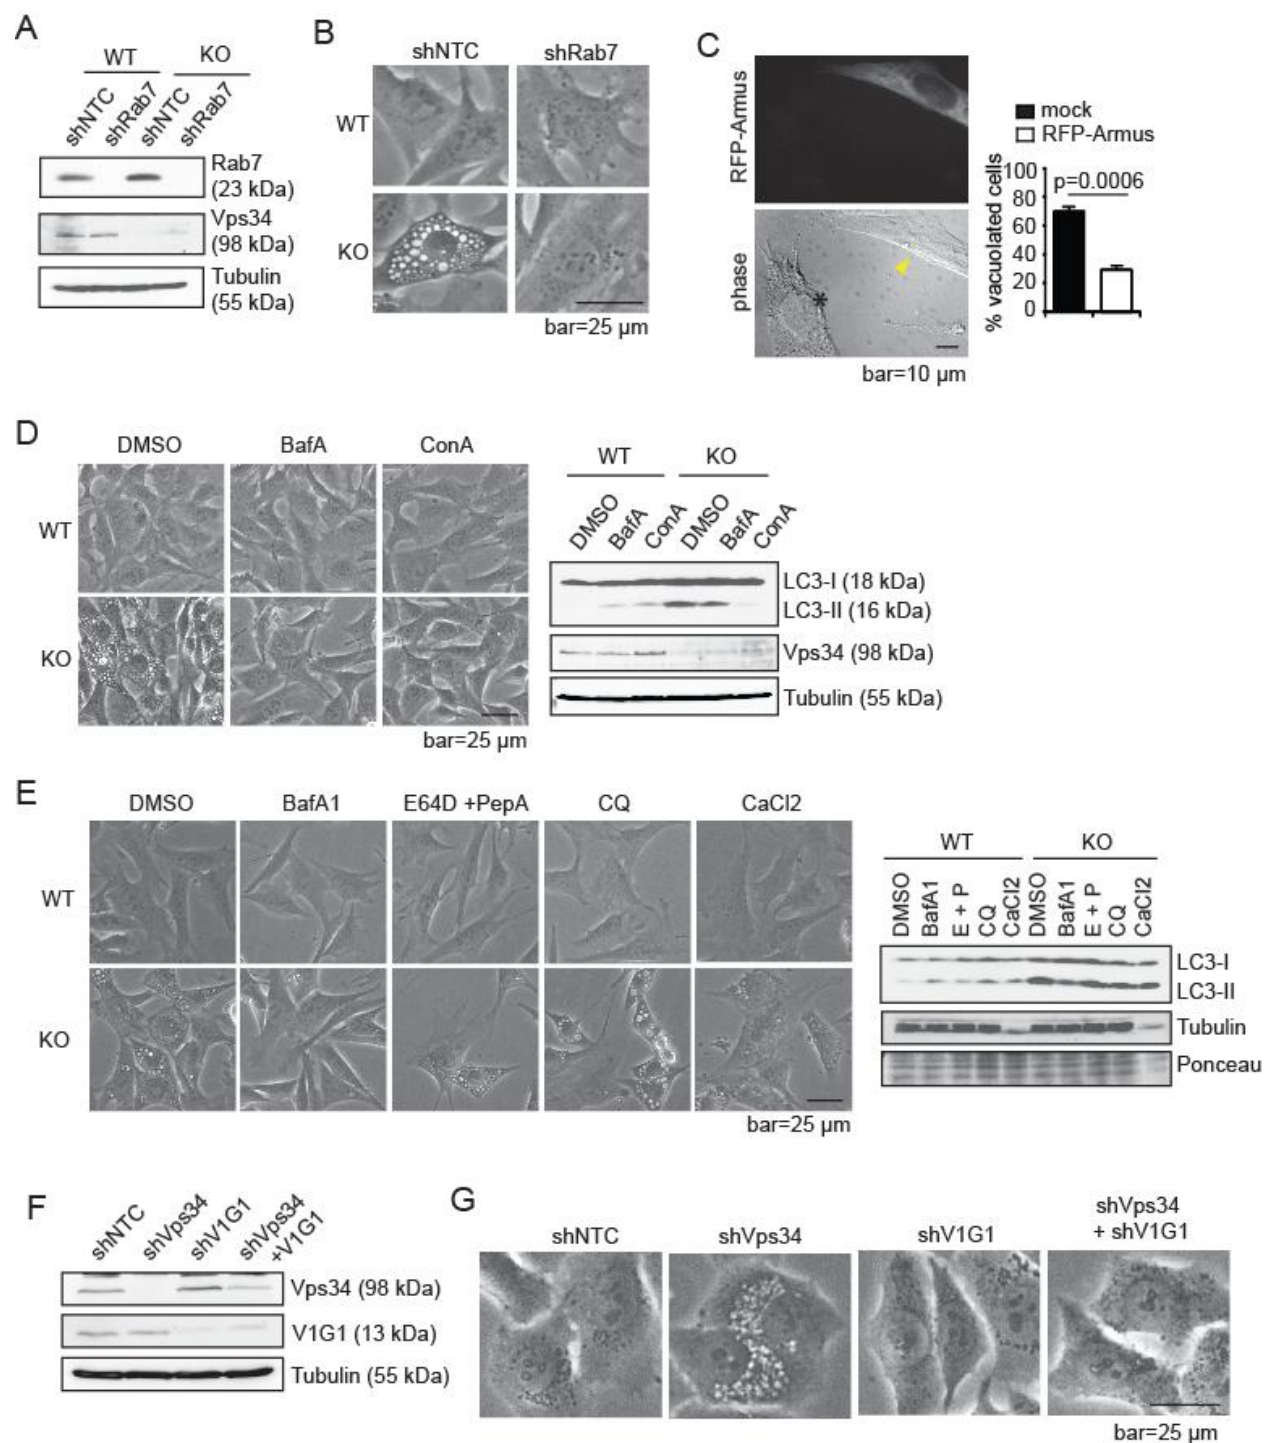 A
WT KO
shNTC shRab7 shNTC shRab7
Rab7
(23 kDa)
Vps34
(98 kDa)
Tubulin
(55 kDa)
B
shNTC shRab7
WT
KO
bar=25 µm
C
RFP-Armus
phase
*
bar=10 µm
mock
RFP-Armus
% vacuolated cells
100
80
60
40
20
0
p=0.0006
D
DMSO BafA ConA
WT
KO
bar=25 µm
WT KO
DMSO BafA ConA DMSO BafA ConA
LC3-I (18 kDa)
LC3-II (16 kDa)
Vps34 (98 kDa)
Tubulin (55 kDa)
E
DMSO BafA1 E64D +PepA CQ CaCl2
WT
KO
bar=25 µm
WT KO
DMSO BafA1 E + P CQ CaCl2 DMSO BafA1 E + P CQ CaCl2
LC3-I
LC3-II
Tubulin
Ponceau
F
shNTC shVps34 shV1G1 shVps34
+V1G1
Vps34 (98 kDa)
V1G1 (13 kDa)
Tubulin (55 kDa)
G
shNTC shVps34 shV1G1 shVps34
+ shV1G1
bar=25 µm